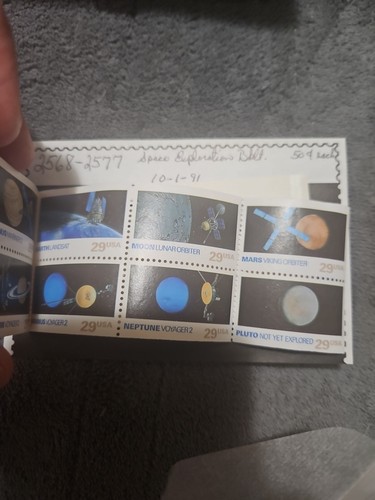 2568-2577 Space Exploration Bklt. 50¢ each
10-1-91
LANDSAT 29USA
MOON LUNAR ORBITER 29USA
MARS VIKING ORBITER 29USA
29USA
NEPTUNE VOYAGER 2 29USA
PLUTO NOT YET EXPLORED 29USA